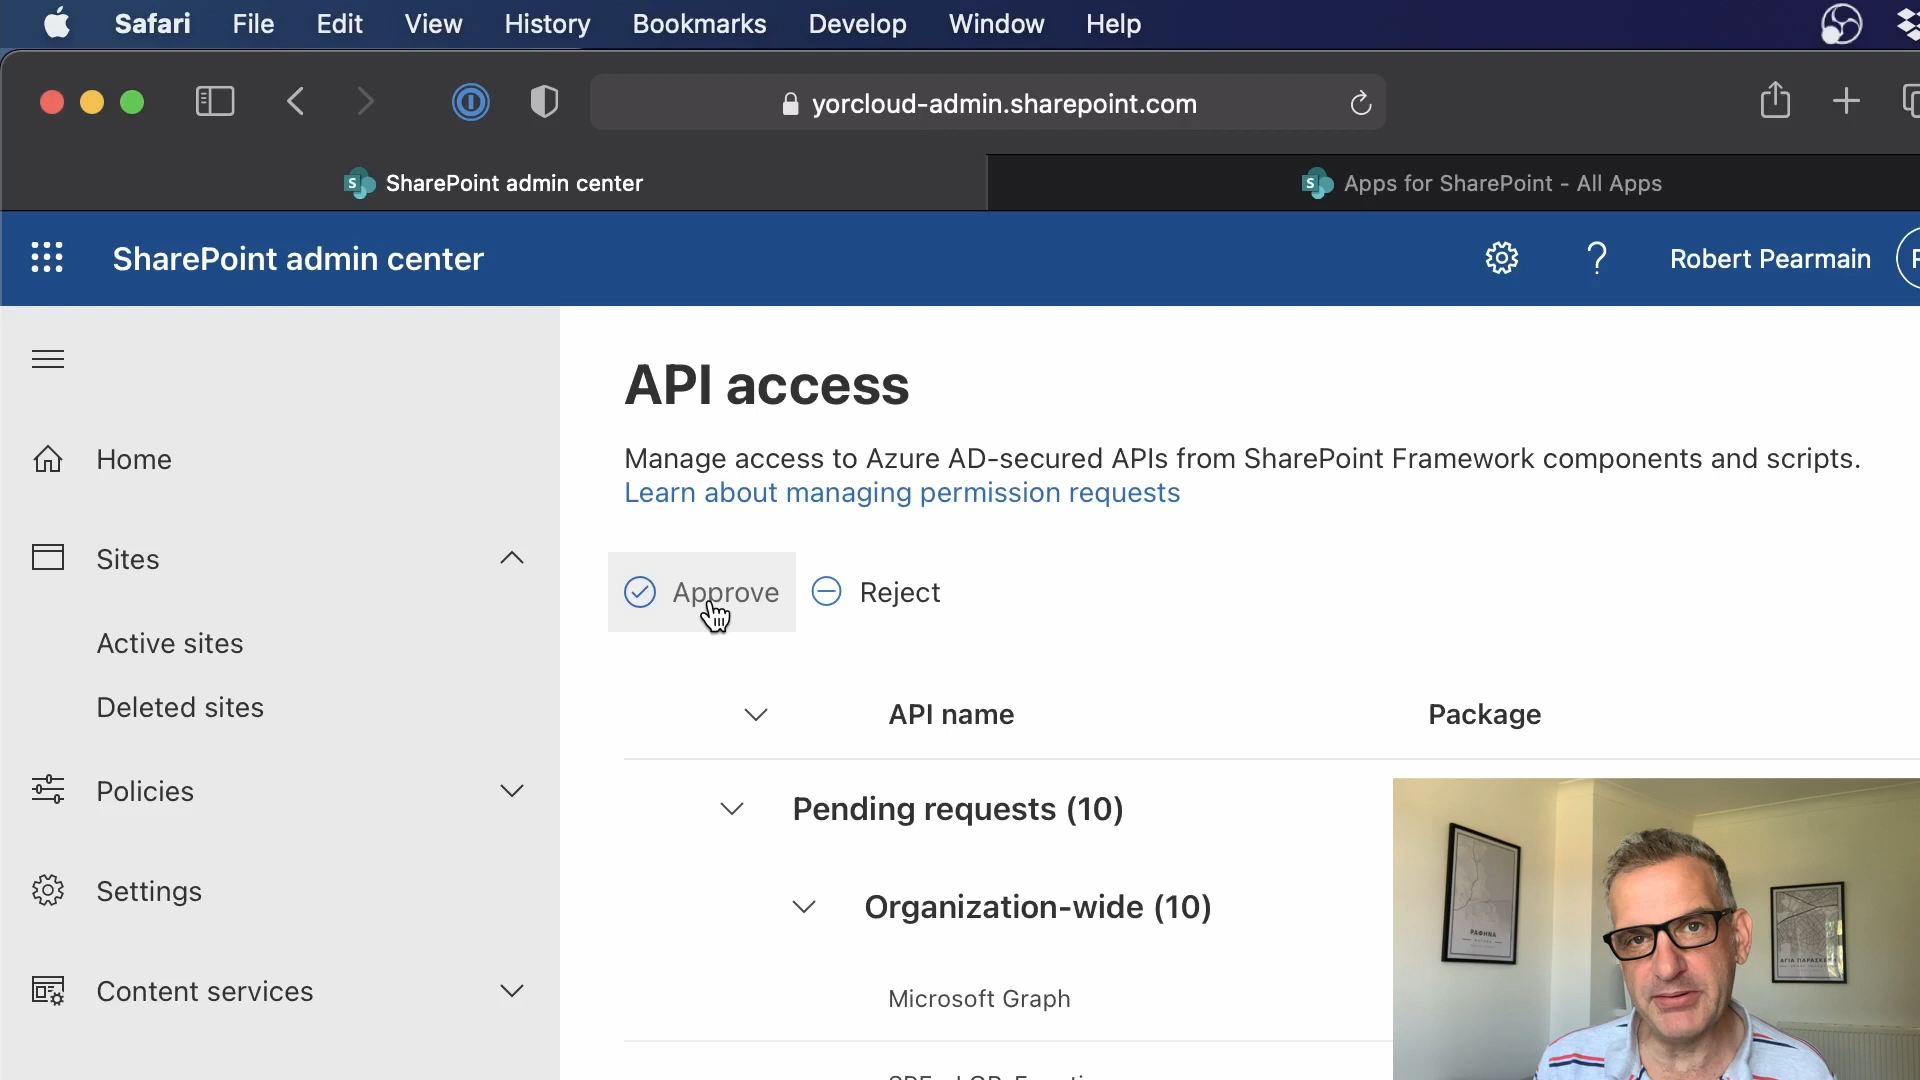 Safari File Edit View History Bookmarks Develop Window Help
yorcloud-admin.sharepoint.com
SharePoint admin center
Apps for SharePoint - All Apps
SharePoint admin center
? Robert Pearmain
API access
Manage access to Azure AD-secured APIs from SharePoint Framework components and scripts.
Learn about managing permission requests
Home
Sites
Active sites
Deleted sites
Policies
Settings
Content services
Approve
Reject
API name
Package
Pending requests (10)
Organization-wide (10)
Microsoft Graph
ΡΑΦΗΝΑ
ΑΓΙΑ ΠΑΡΑΣΚΕΥΗ